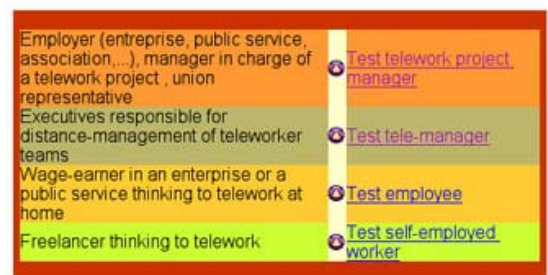 Employer (entreprise, public service,
association,...), manager in charge of
a telework project , union
representative
Test telework project
manager
Executives responsible for
distance-management of teleworker
teams
Test tele-manager
Wage-earner in an enterprise or a
public service thinking to telework at
home
Test employee
Freelancer thinking to telework
Test self-employed
worker